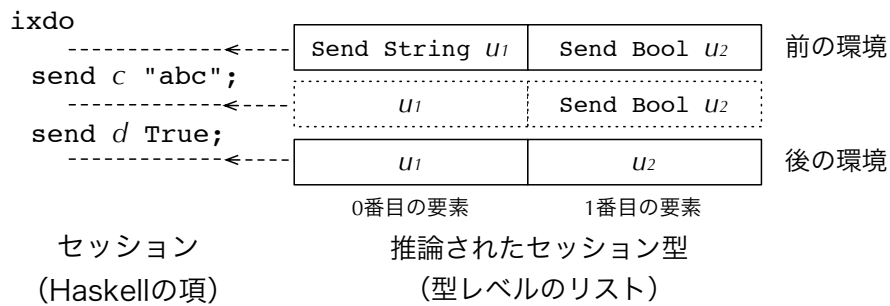 ixdo
Send String u1 Send Bool u2 前の環境
send c "abc";
u1 Send Bool u2
send d True;
u1 u2 後の環境
0番目の要素 1番目の要素
セッション 推論されたセッション型
（Haskellの項） （型レベルのリスト）